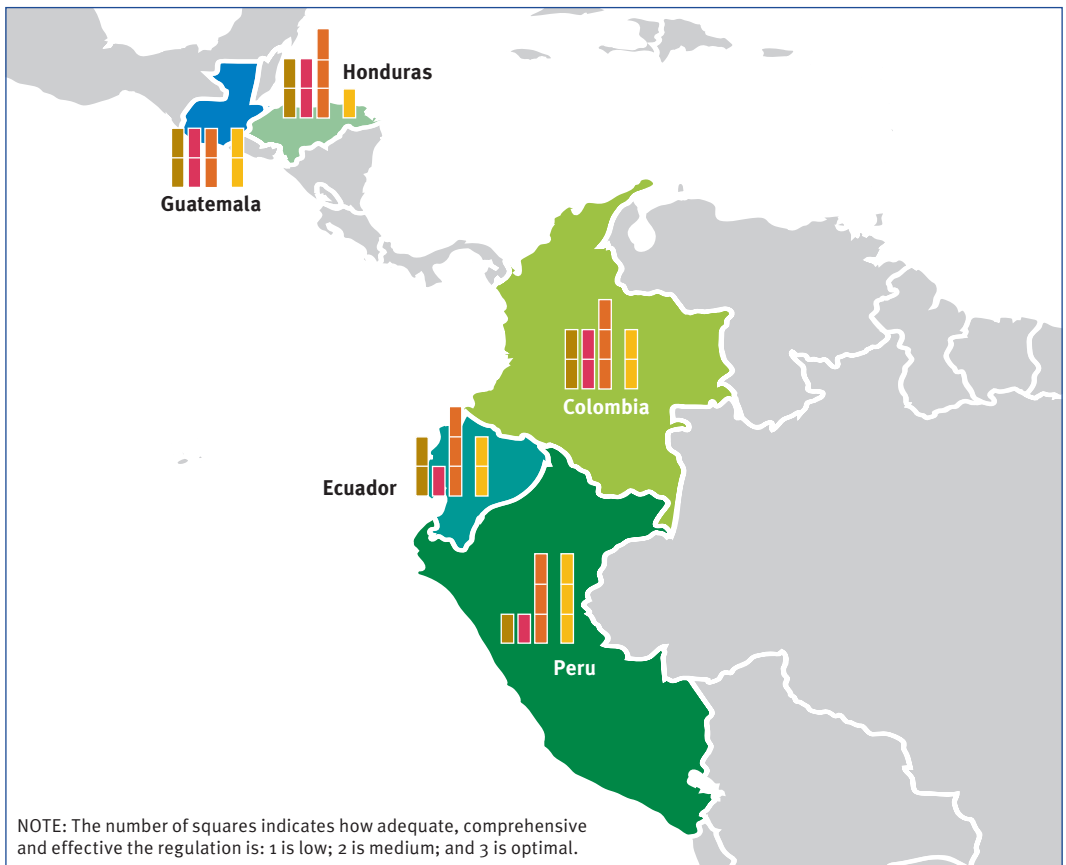 Honduras
Guatemala
Colombia
Ecuador
Peru
NOTE: The number of squares indicates how adequate, comprehensive
and effective the regulation is: 1 is low; 2 is medium; and 3 is optimal.